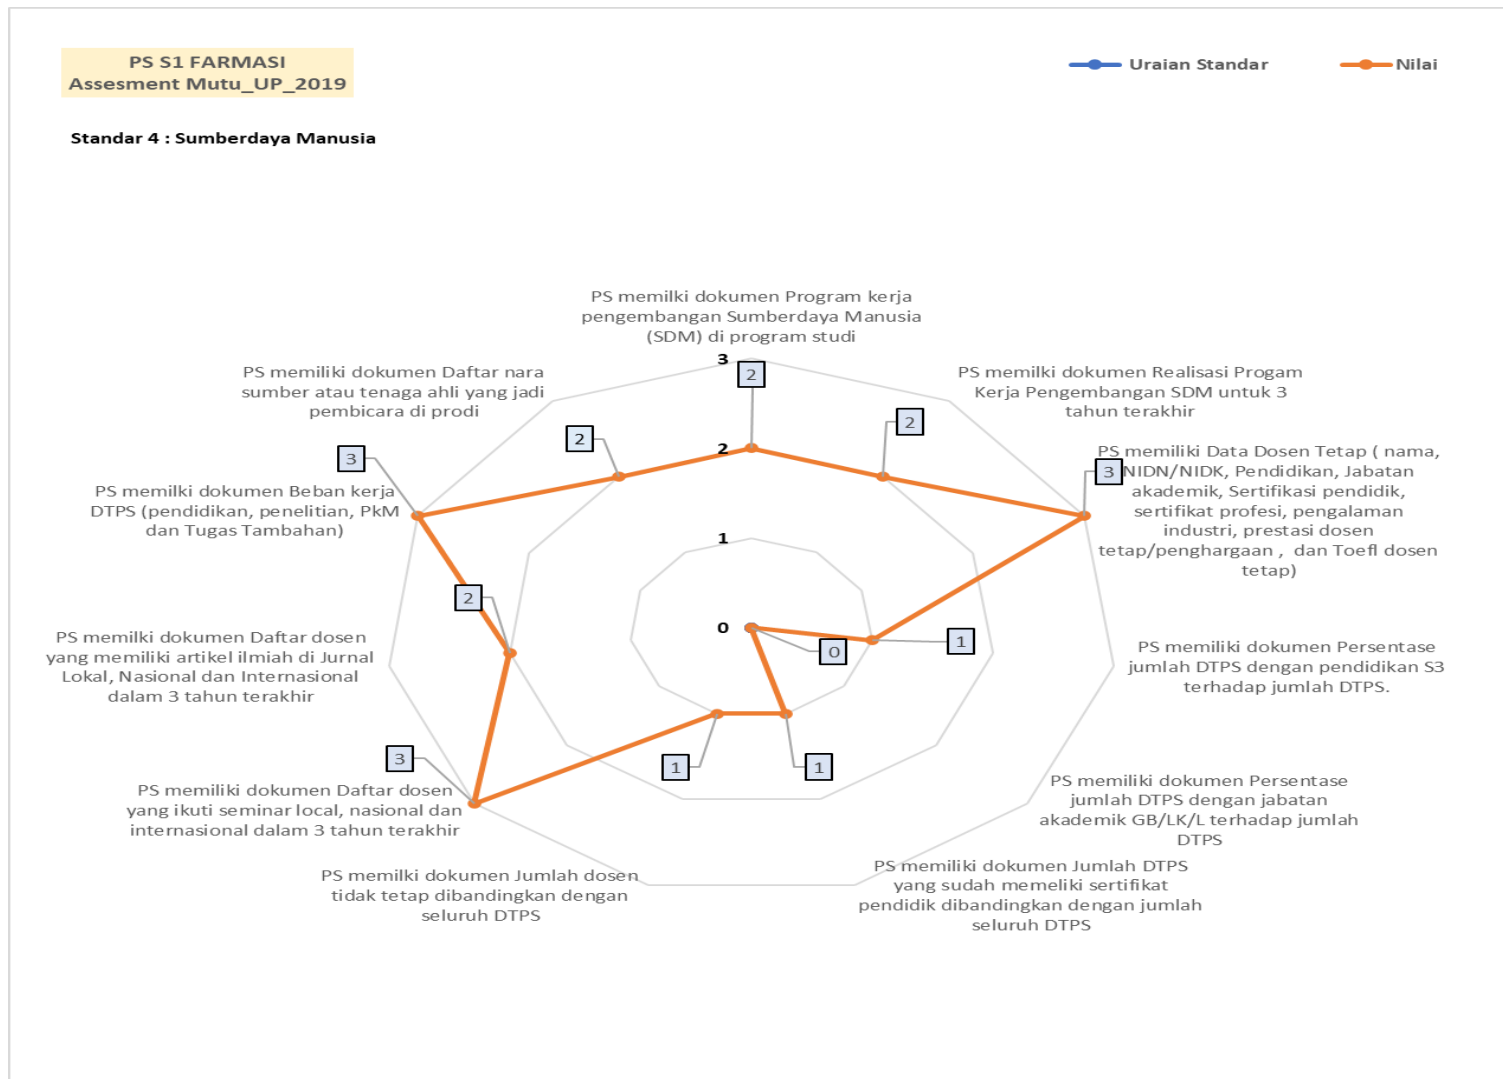 PS S1 FARMASI
Assesment Mutu_UP_2019
Uraian Standar
Nilai
Standar 4 : Sumberdaya Manusia
PS memilki dokumen Program kerja
pengembangan Sumberdaya Manusia
(SDM) di program studi
PS memiliki dokumen Realisasi Progam
Kerja Pengembangan SDM untuk 3
tahun terakhir
PS memiliki Data Dosen Tetap ( nama,
NIDN/NIDK, Pendidikan, Jabatan
akademik, Sertifikasi pendidik,
sertifikat profesi, pengalaman
industri, prestasi dosen
tetap/penghargaan , dan Toefl dosen
tetap)
PS memiliki dokumen Persentase
jumlah DTPS dengan pendidikan S3
terhadap jumlah DTPS.
PS memiliki dokumen Persentase
jumlah DTPS dengan jabatan
akademik GB/LK/L terhadap jumlah
DTPS
PS memiliki dokumen Jumlah DTPS
yang sudah memeliki sertifikat
pendidik dibandingkan dengan jumlah
seluruh DTPS
PS memilki dokumen Jumlah dosen
tidak tetap dibandingkan dengan
seluruh DTPS
PS memiliki dokumen Daftar dosen
yang ikuti seminar local, nasional dan
internasional dalam 3 tahun terakhir
PS memilki dokumen Daftar dosen
yang memiliki artikel ilmiah di Jurnal
Lokal, Nasional dan Internasional
dalam 3 tahun terakhir
PS memilki dokumen Beban kerja
DTPS (pendidikan, penelitian, PkM
dan Tugas Tambahan)
PS memiliki dokumen Daftar nara
sumber atau tenaga ahli yang jadi
pembicara di prodi
3
2
1
0
2
2
3
1
0
1
1
3
2
3
2